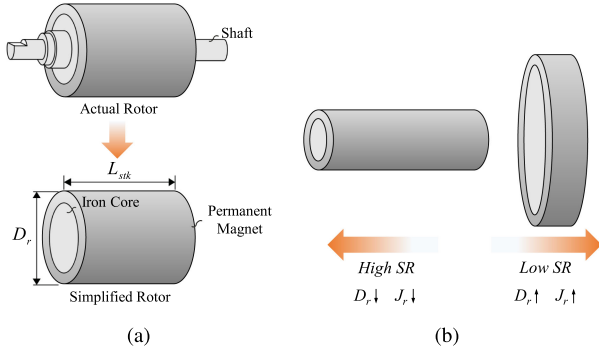 Shaft
Actual Rotor
L_stk
Iron Core
D_r
Permanent
Magnet
Simplified Rotor
(a)
High SR
D_r↓ J_r↓
Low SR
D_r↑ J_r↑
(b)